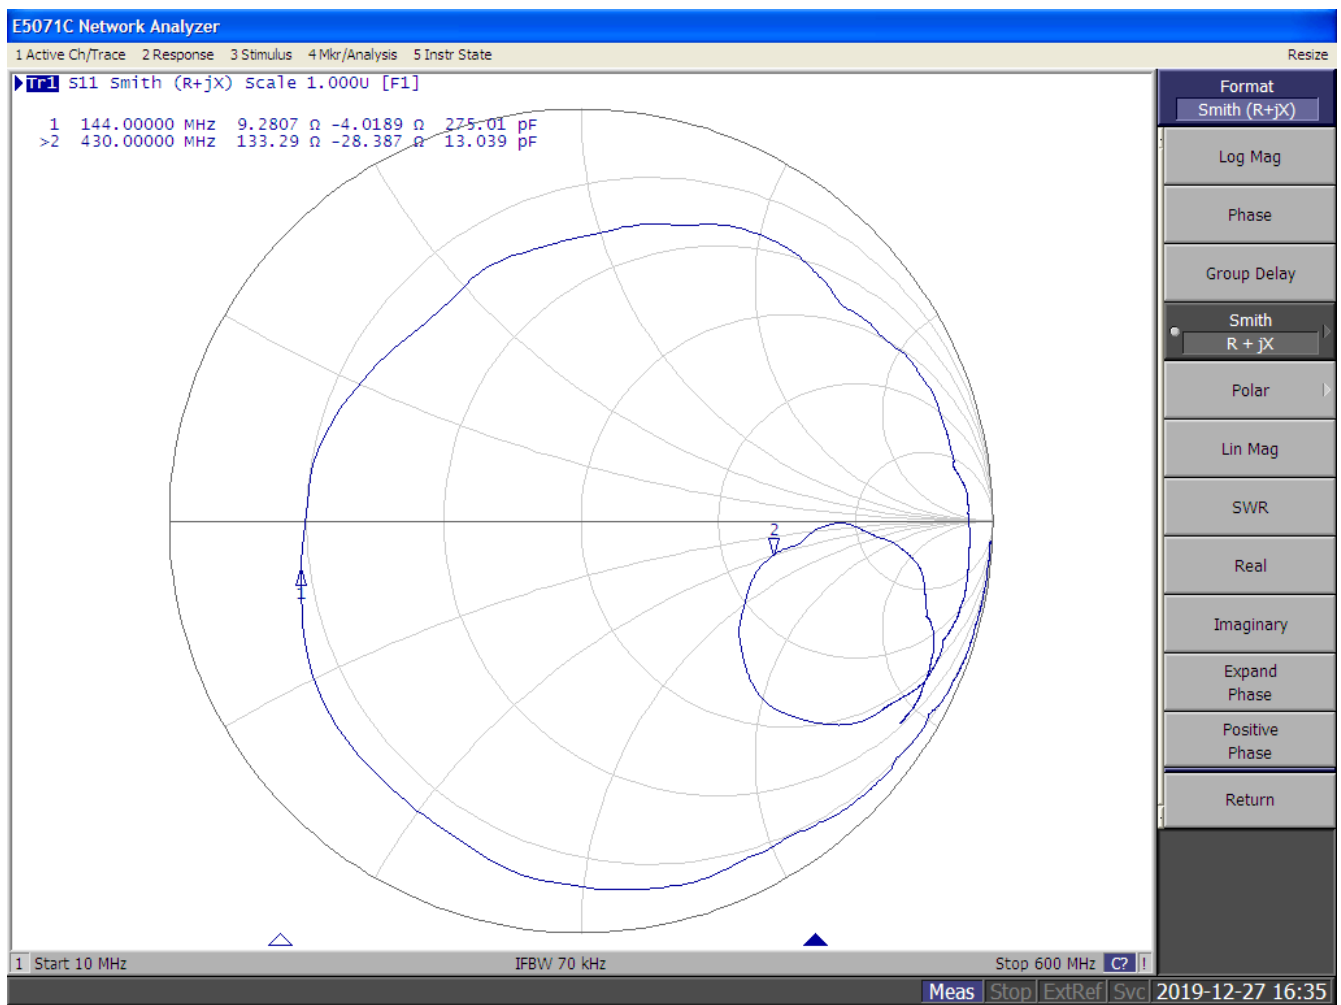 E5071C Network Analyzer
1 Active Ch/Trace 2 Response 3 Stimulus 4 Mkr/Analysis 5 Instr State Resize
Tr1 S11 Smith (R+jX) Scale 1.000U [F1]
1 144.00000 MHz 9.2807 Ω -4.0189 Ω 275.01 pF
>2 430.00000 MHz 133.29 Ω -28.387 Ω 13.039 pF
2
1
Format
Smith (R+jX)
Log Mag
Phase
Group Delay
Smith
R + jX
Polar
Lin Mag
SWR
Real
Imaginary
Expand
Phase
Positive
Phase
Return
1 Start 10 MHz IFBW 70 kHz Stop 600 MHz C? !
Meas Stop ExtRef Svc 2019-12-27 16:35